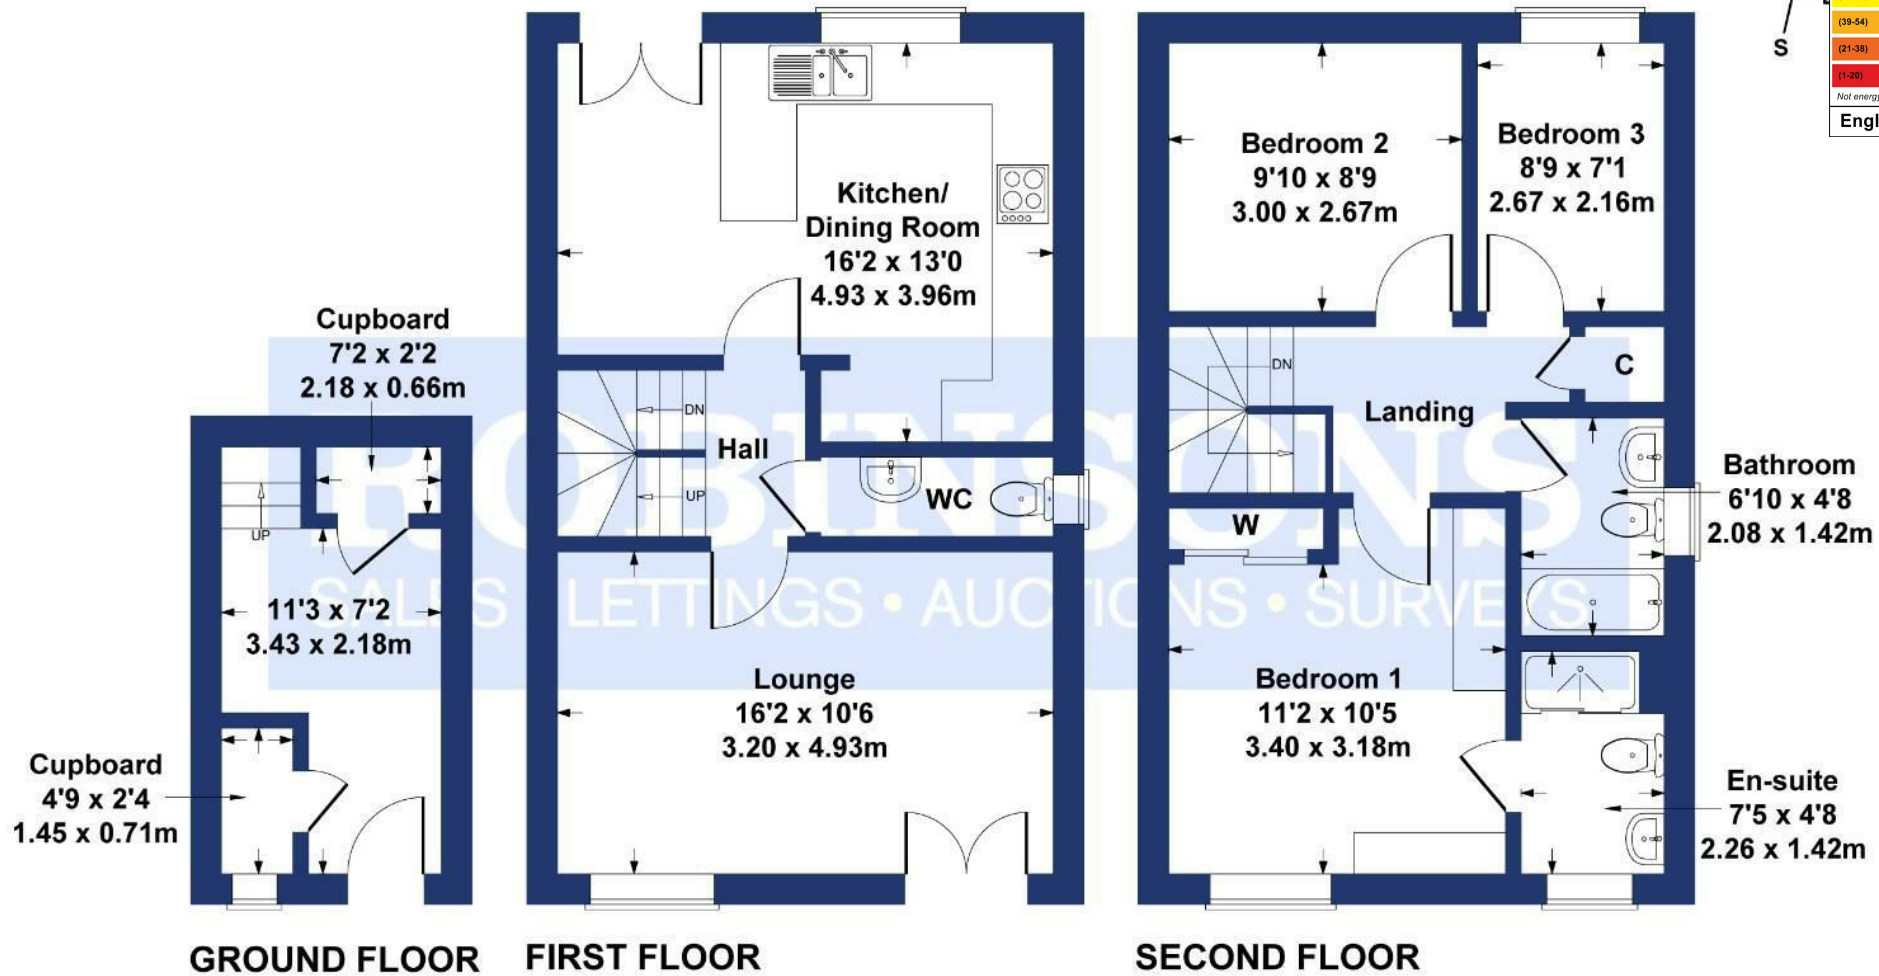 S
(39-54)
(21-38)
(1-20)
Not energy
Engl
Cupboard
7'2 x 2'2
2.18 x 0.66m
UP
11'3 x 7'2
3.43 x 2.18m
Cupboard
4'9 x 2'4
1.45 x 0.71m
GROUND FLOOR
Kitchen/
Dining Room
16'2 x 13'0
4.93 x 3.96m
DN
Hall
UP
WC
Lounge
16'2 x 10'6
3.20 x 4.93m
FIRST FLOOR
Bedroom 2
9'10 x 8'9
3.00 x 2.67m
Bedroom 3
8'9 x 7'1
2.67 x 2.16m
DN
C
Landing
W
Bathroom
6'10 x 4'8
2.08 x 1.42m
Bedroom 1
11'2 x 10'5
3.40 x 3.18m
En-suite
7'5 x 4'8
2.26 x 1.42m
SECOND FLOOR
ROBINSONS
SALES • LETTINGS • AUCTIONS • SURVEYS